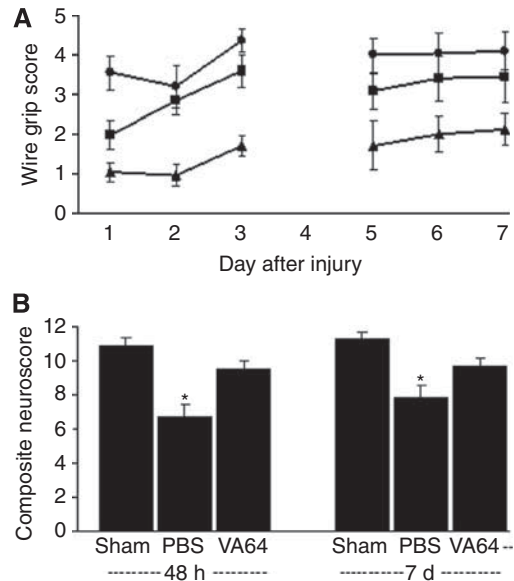 A
Wire grip score
5
4
3
2
1
0
1 2 3 4 5 6 7
Day after injury
B
Composite neuroscore
12
10
8
6
4
2
0
* *
Sham PBS VA64 Sham PBS VA64 --
---------- 48 h ---------- ----------7 d ----------